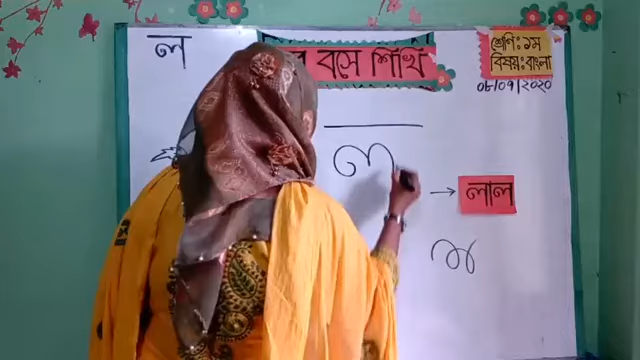 ল
বসে শিখি
শ্রেণিঃ ১ম
বিষয়ঃ বাংলা
০৮/০৭/২০২০
→ লাল